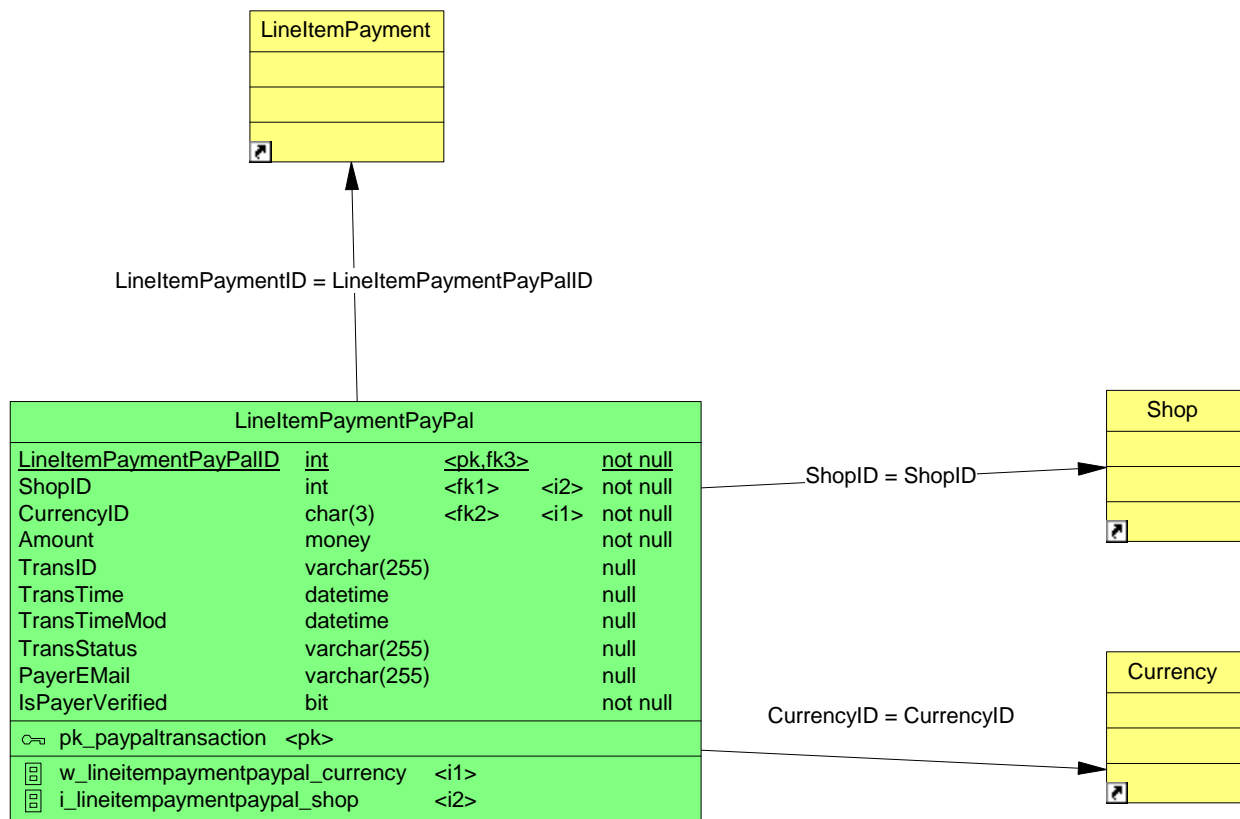 LineItemPayment
LineItemPaymentID = LineItemPaymentPayPalID
LineItemPaymentPayPal
LineItemPaymentPayPalID int <pk,fk3> not null
ShopID int <fk1> <i2> not null
CurrencyID char(3) <fk2> <i1> not null
Amount money not null
TransID varchar(255) null
TransTime datetime null
TransTimeMod datetime null
TransStatus varchar(255) null
PayerEMail varchar(255) null
IsPayerVerified bit not null
pk_paypaltransaction <pk>
w_lineitempaymentpaypal_currency <i1>
i_lineitempaymentpaypal_shop <i2>
ShopID = ShopID
Shop
CurrencyID = CurrencyID
Currency